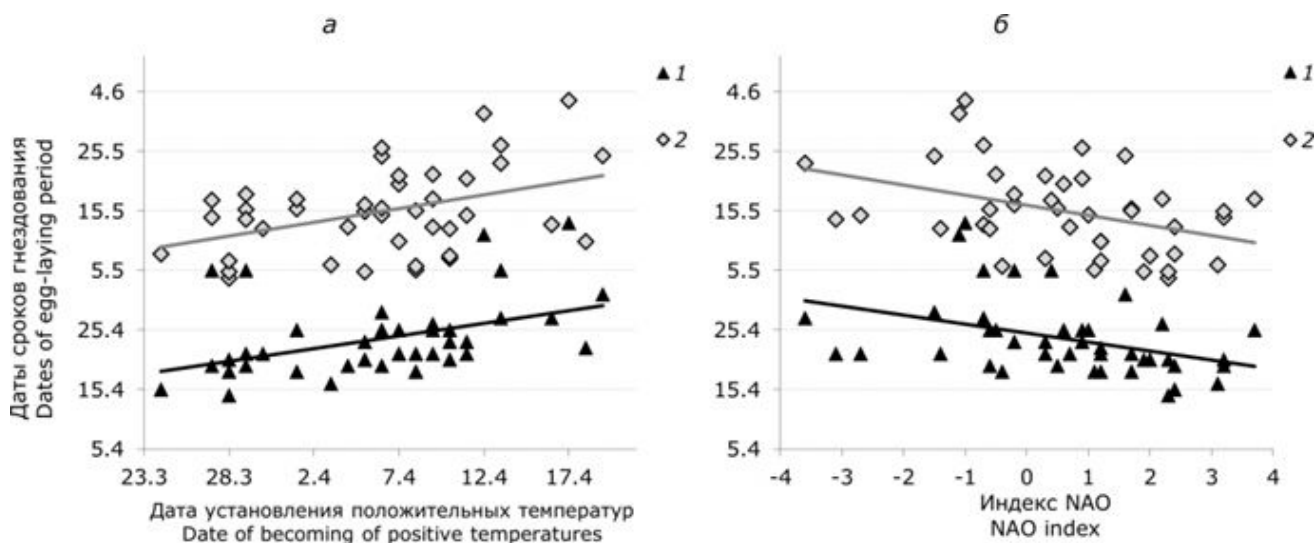 а
б
1
2
1
2
Даты сроков гнездования
Dates of egg-laying period
4.6
25.5
15.5
5.5
25.4
15.4
5.4
23.3 28.3 2.4 7.4 12.4 17.4
Дата установления положительных температур
Date of becoming of positive temperatures
4.6
25.5
15.5
5.5
25.4
15.4
5.4
-4 -3 -2 -1 0 1 2 3 4
Индекс NAO
NAO index